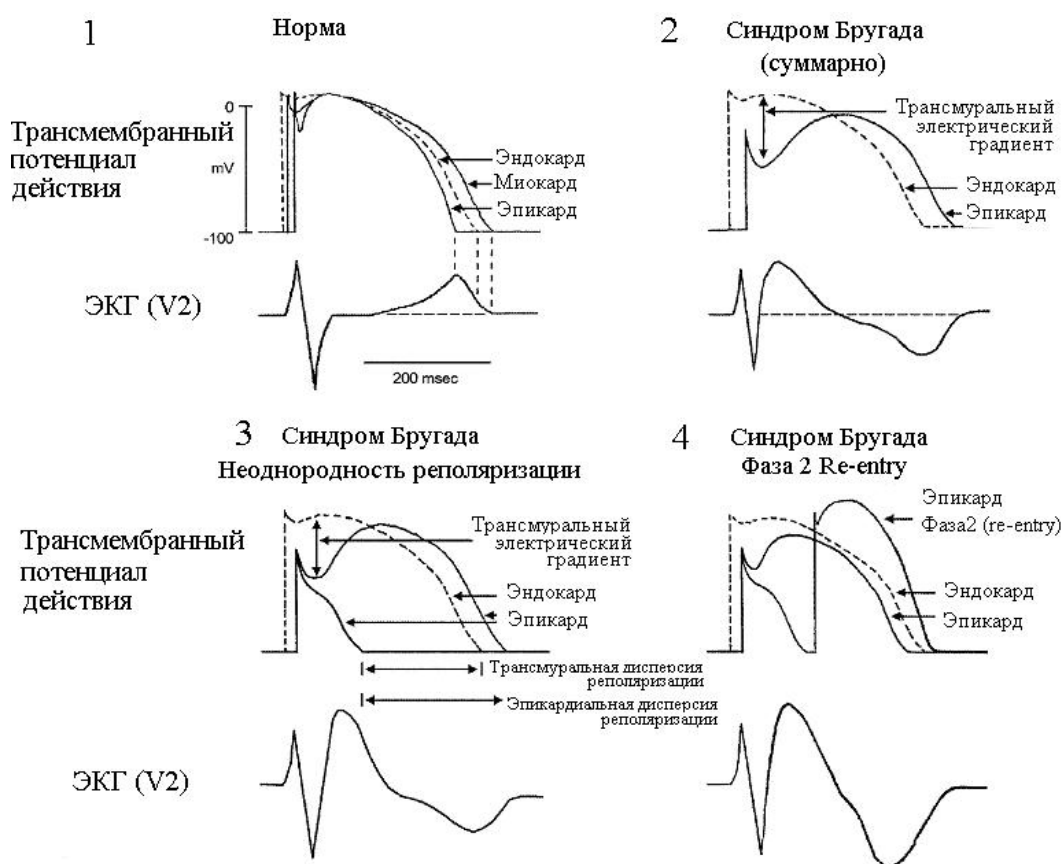 1
Норма
0
mV
-100
Трансмембранный
потенциал
действия
Эндокард
Миокард
Эпикард
ЭКГ (V2)
200 msec
2
Синдром Бругада
(суммарно)
Трансмуральный
электрический
градиент
Эндокард
Эпикард
3
Синдром Бругада
Неоднородность реполяризации
Трансмембранный
потенциал
действия
Трансмуральный
электрический
градиент
Эндокард
Эпикард
Трансмуральная дисперсия
реполяризации
Эпикардиальная дисперсия
реполяризации
ЭКГ (V2)
4
Синдром Бругада
Фаза 2 Re-entry
Эпикард
Фаза2 (re-entry)
Эндокард
Эпикард